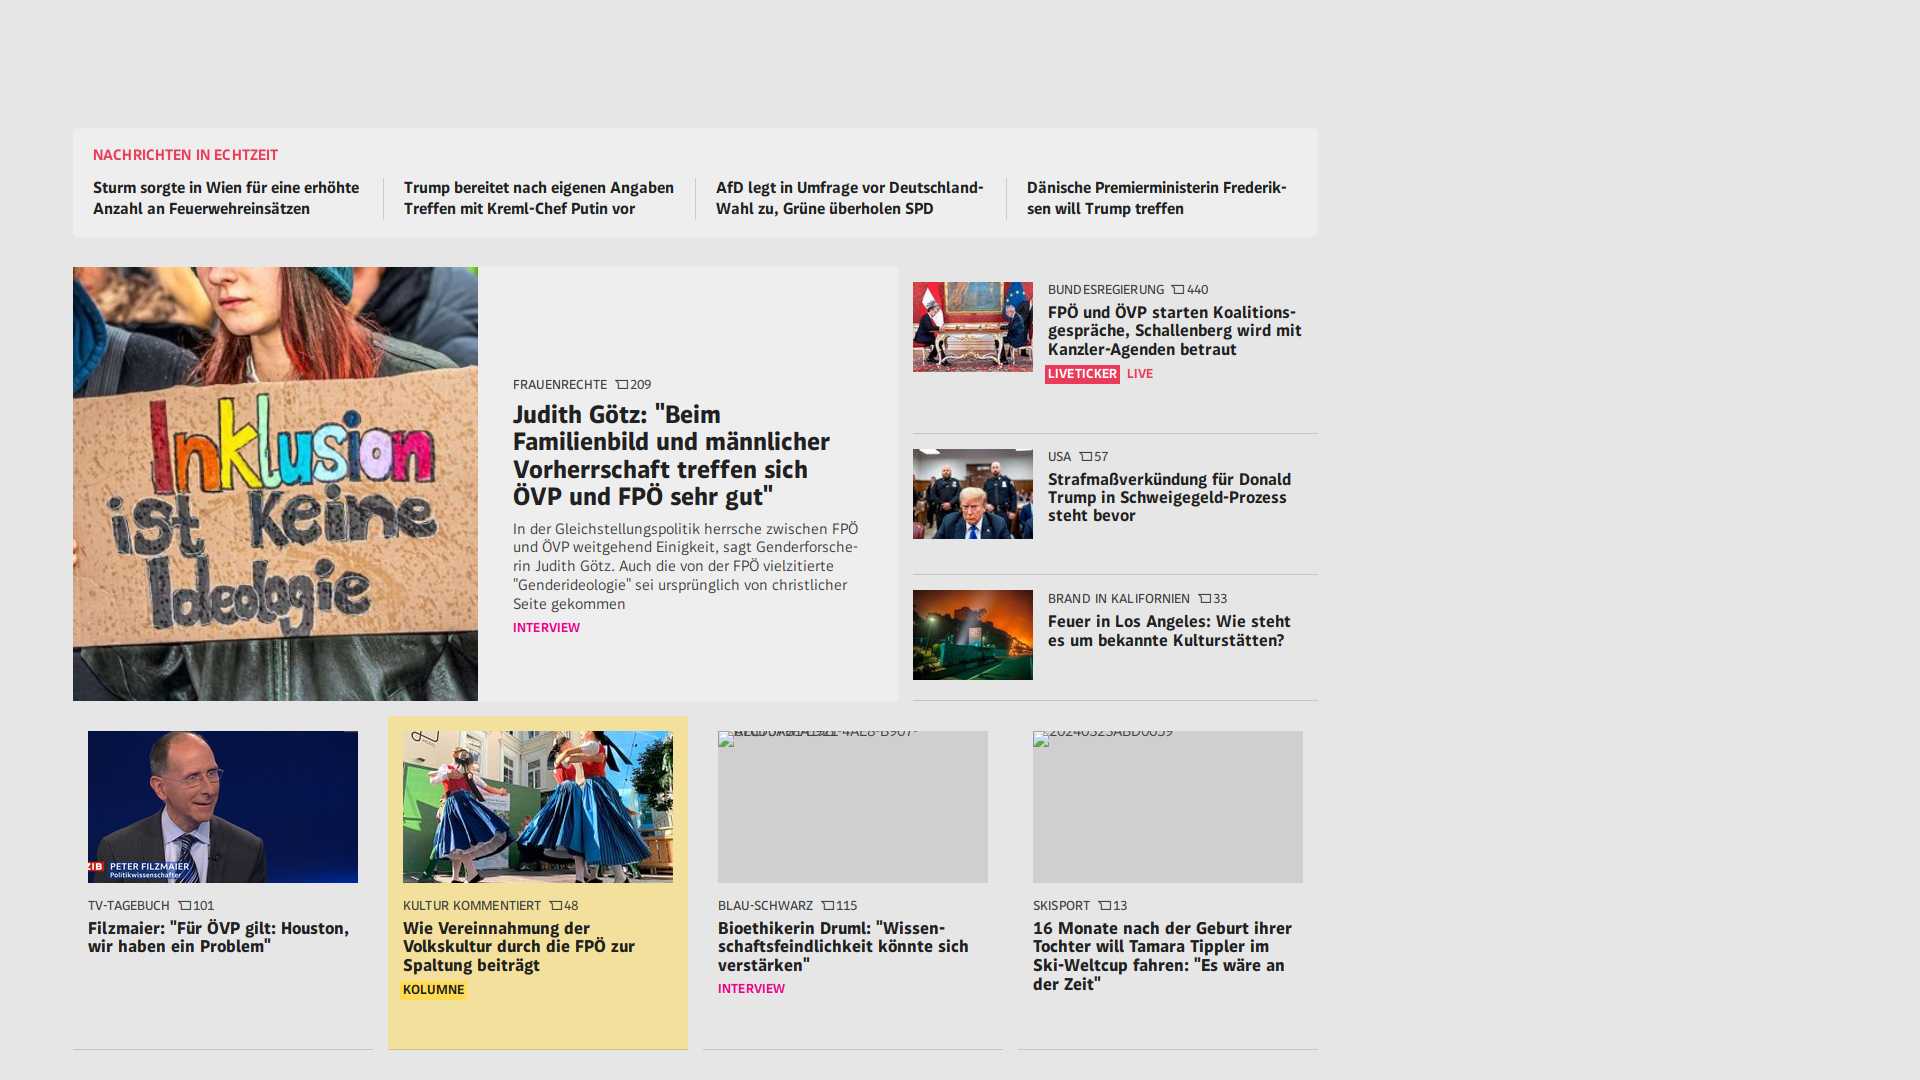 NACHRICHTEN IN ECHTZEIT
Sturm sorgte in Wien für eine erhöhte
Anzahl an Feuerwehreinsätzen
Trump bereitet nach eigenen Angaben
Treffen mit Kreml-Chef Putin vor
AfD legt in Umfrage vor Deutschland-
Wahl zu, Grüne überholen SPD
Dänische Premierministerin Frederik-
sen will Trump treffen
Inklusion
ist keine
Ideologie
FRAUENRECHTE 209
Judith Götz: "Beim
Familienbild und männlicher
Vorherrschaft treffen sich
ÖVP und FPÖ sehr gut"
In der Gleichstellungspolitik herrsche zwischen FPÖ
und ÖVP weitgehend Einigkeit, sagt Genderforsche-
rin Judith Götz. Auch die von der FPÖ vielzitierte
"Genderideologie" sei ursprünglich von christlicher
Seite gekommen
INTERVIEW
BUNDESREGIERUNG 440
FPÖ und ÖVP starten Koalitions-
gespräche, Schallenberg wird mit
Kanzler-Agenden betraut
LIVETICKER LIVE
USA 57
Strafmaßverkündung für Donald
Trump in Schweigegeld-Prozess
steht bevor
BRAND IN KALIFORNIEN 33
Feuer in Los Angeles: Wie steht
es um bekannte Kulturstätten?
ZIB PETER FILZMAIER
Politikwissenschafter
TV-TAGEBUCH 101
Filzmaier: "Für ÖVP gilt: Houston,
wir haben ein Problem"
KULTUR KOMMENTIERT 48
Wie Vereinnahmung der
Volkskultur durch die FPÖ zur
Spaltung beiträgt
KOLUMNE
BLAU-SCHWARZ 115
Bioethikerin Druml: "Wissen-
schaftsfeindlichkeit könnte sich
verstärken"
INTERVIEW
20240323ABD0059
SKISPORT 13
16 Monate nach der Geburt ihrer
Tochter will Tamara Tippler im
Ski-Weltcup fahren: "Es wäre an
der Zeit"